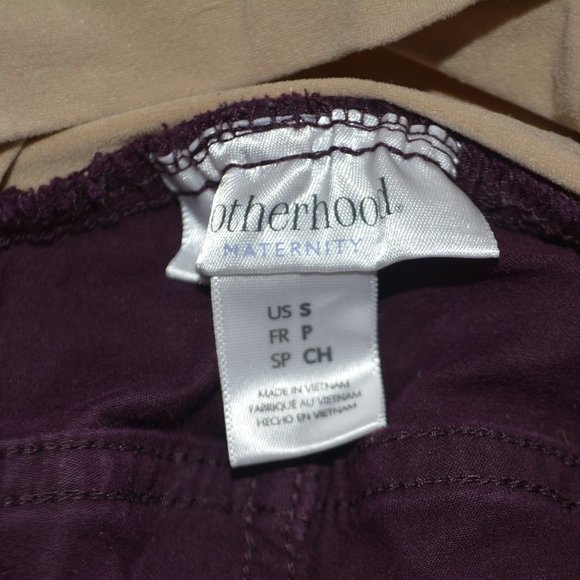 otherhood.
MATERNITY
US S
FR P
SP CH
MADE IN VIETNAM
FABRIQUÉ AU VIETNAM
HECHO EN VIETNAM